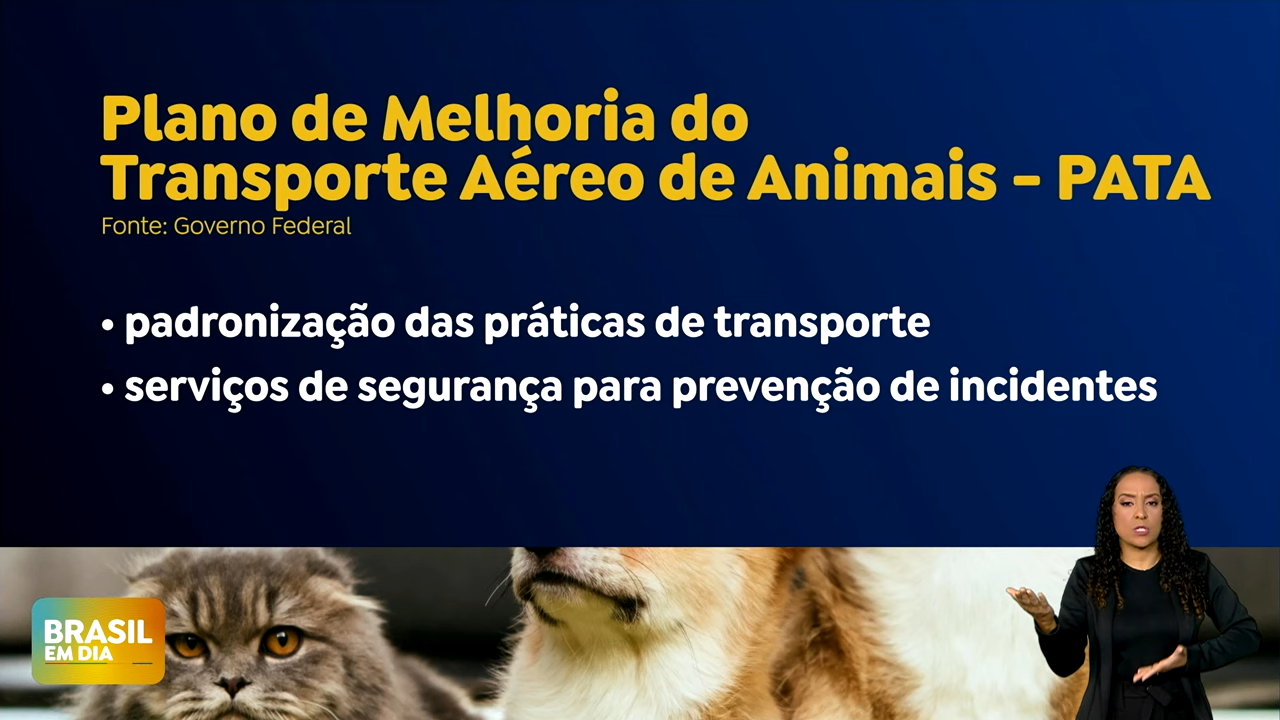 Plano de Melhoria do
Transporte Aéreo de Animais - PATA
Fonte: Governo Federal
• padronização das práticas de transporte
• serviços de segurança para prevenção de incidentes
BRASIL
EM DIA